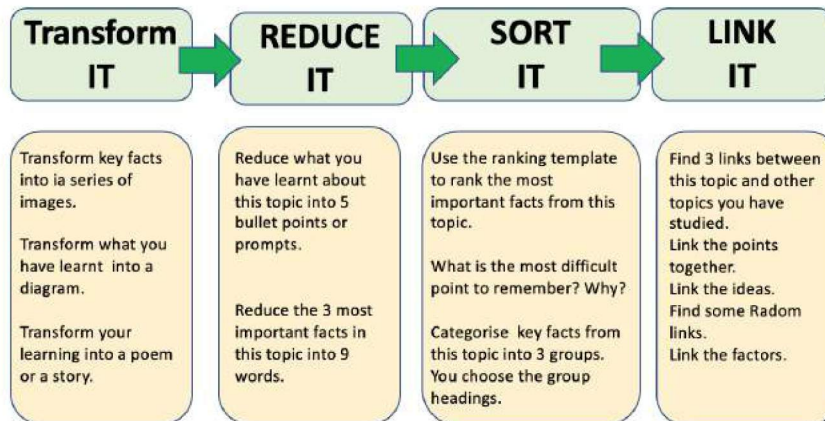 Transform
IT
REDUCE
IT
SORT
IT
LINK
IT
Transform key facts
into ia series of
images.
Transform what you
have learnt into a
diagram.
Transform your
learning into a poem
or a story.
Reduce what you
have learnt about
this topic into 5
bullet points or
prompts.
Reduce the 3 most
important facts in
this topic into 9
words.
Use the ranking template
to rank the most
important facts from this
topic.
What is the most difficult
point to remember? Why?
Categorise key facts from
this topic into 3 groups.
You choose the group
headings.
Find 3 links between
this topic and other
topics you have
studied.
Link the points
together.
Link the ideas.
Find some Radom
links.
Link the factors.